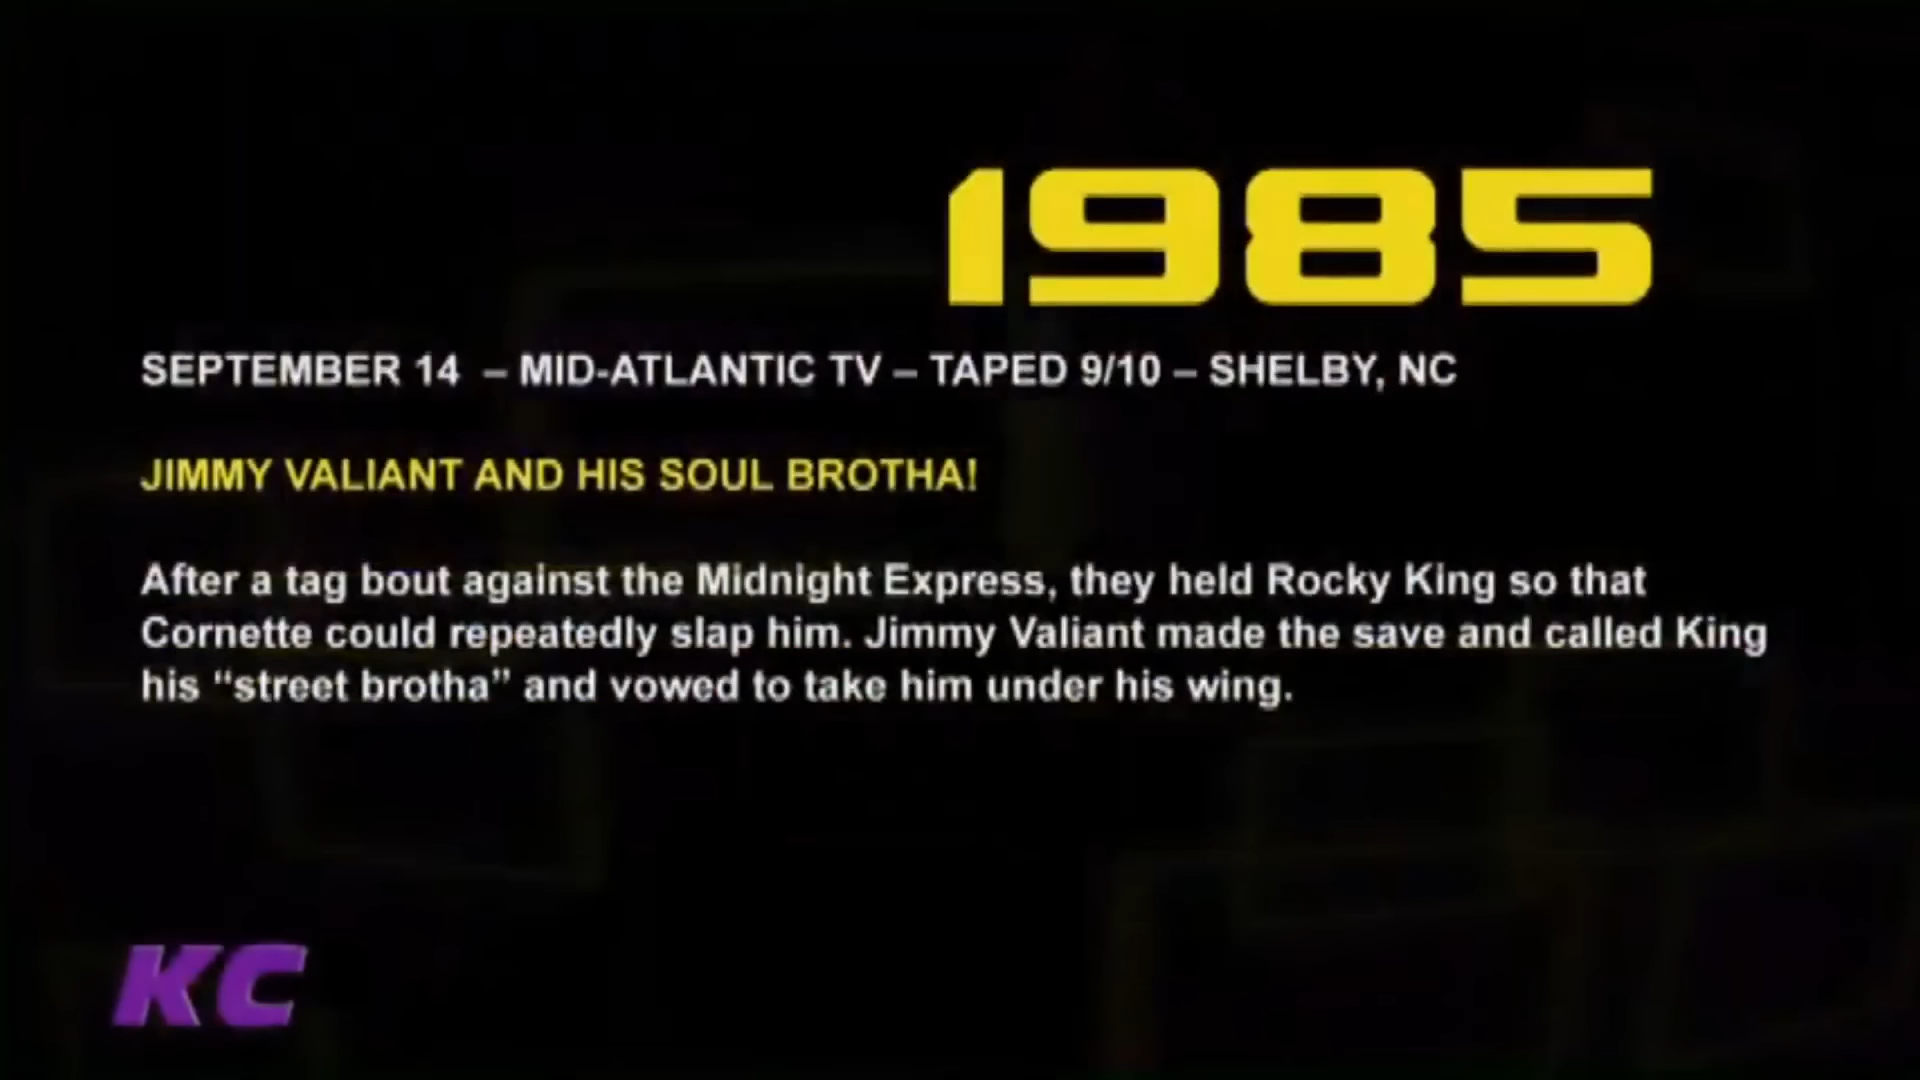 1985
SEPTEMBER 14 – MID-ATLANTIC TV – TAPED 9/10 – SHELBY, NC
JIMMY VALIANT AND HIS SOUL BROTHA!
After a tag bout against the Midnight Express, they held Rocky King so that
Cornette could repeatedly slap him. Jimmy Valiant made the save and called King
his “street brotha” and vowed to take him under his wing.
KC